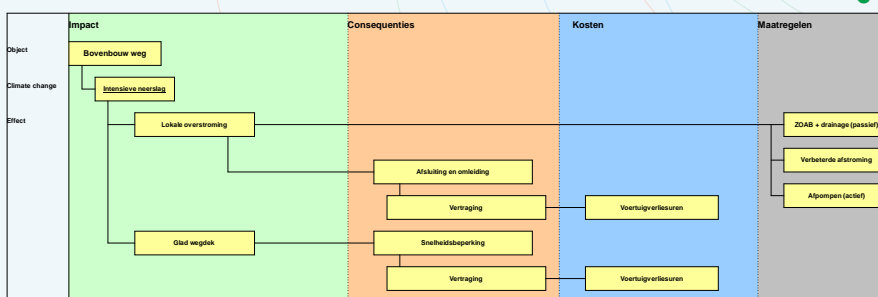 Impact Consequenties Kosten Maatregelen
Object
Bovenbouw weg
Climate change
Intensieve neerslag
Effect
Lokale overstroming
ZOAB + drainage (passief)
Verbeterde afstroming
Afsluiting en omleiding
Afpompen (actief)
Vertraging
Voertuigverliesuren
Glad wegdek
Snelheidsbeperking
Vertraging
Voertuigverliesuren